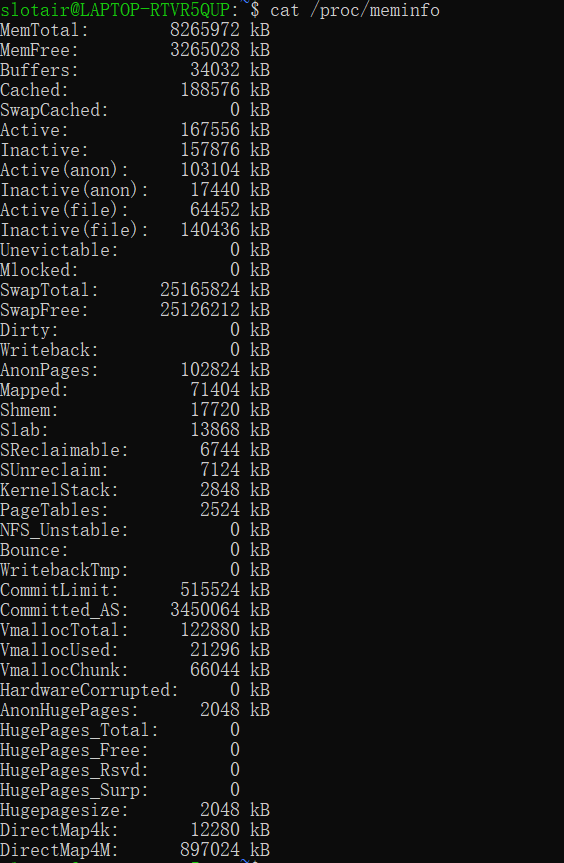 slotair@LAPTOP-RTVR5QUP:~$ cat /proc/meminfo
MemTotal:        8265972 kB
MemFree:         3265028 kB
Buffers:           34032 kB
Cached:           188576 kB
SwapCached:            0 kB
Active:           167556 kB
Inactive:         157876 kB
Active(anon):     103104 kB
Inactive(anon):    17440 kB
Active(file):      64452 kB
Inactive(file):   140436 kB
Unevictable:           0 kB
Mlocked:               0 kB
SwapTotal:      25165824 kB
SwapFree:       25126212 kB
Dirty:                 0 kB
Writeback:             0 kB
AnonPages:        102824 kB
Mapped:            71404 kB
Shmem:             17720 kB
Slab:              13868 kB
SReclaimable:       6744 kB
SUnreclaim:         7124 kB
KernelStack:        2848 kB
PageTables:         2524 kB
NFS_Unstable:          0 kB
Bounce:                0 kB
WritebackTmp:          0 kB
CommitLimit:      515524 kB
Committed_AS:    3450064 kB
VmallocTotal:     122880 kB
VmallocUsed:       21296 kB
VmallocChunk:      66044 kB
HardwareCorrupted:     0 kB
AnonHugePages:      2048 kB
HugePages_Total:       0
HugePages_Free:        0
HugePages_Rsvd:        0
HugePages_Surp:        0
Hugepagesize:       2048 kB
DirectMap4k:       12280 kB
DirectMap4M:      897024 kB